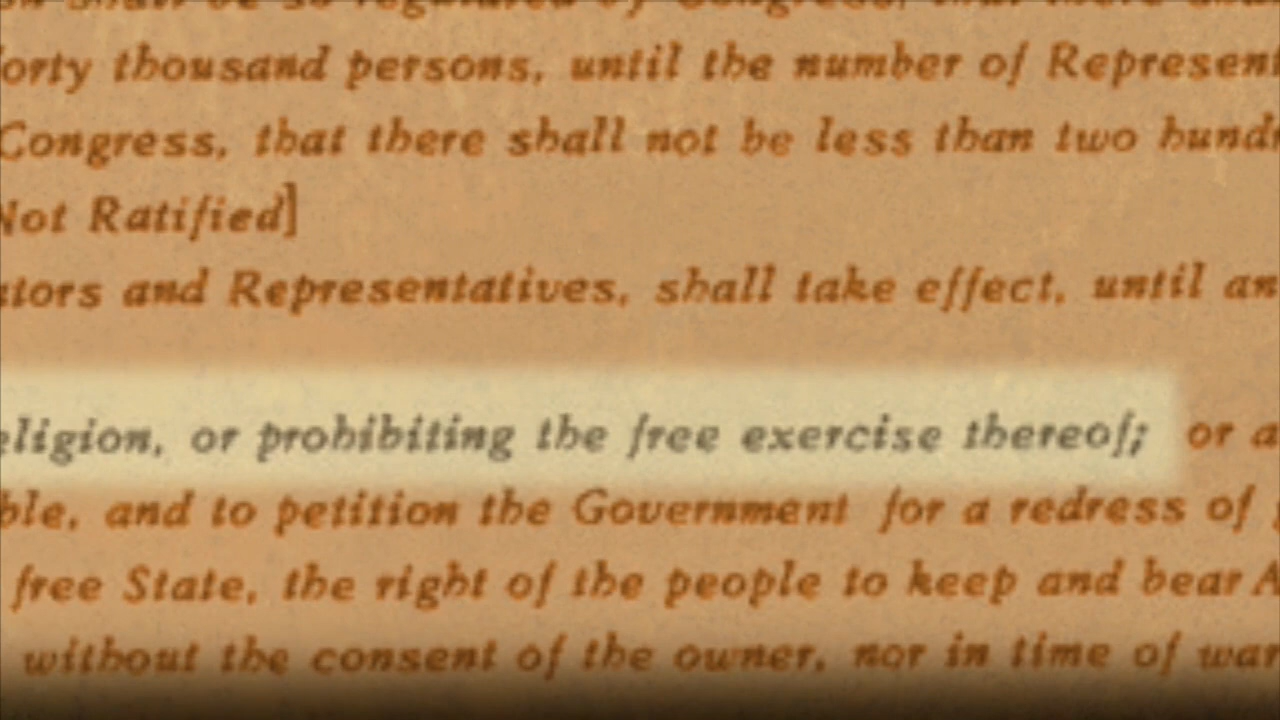 orty thousand persons, until the number of Represent
Congress, that there shall not be less than two hundr
Not Ratified]
tors and Representatives, shall take effect, until an
eligion, or prohibiting the free exercise thereof; or a
ble, and to petition the Government for a redress of
free State, the right of the people to keep and bear A
without the consent of the owner, nor in time of war